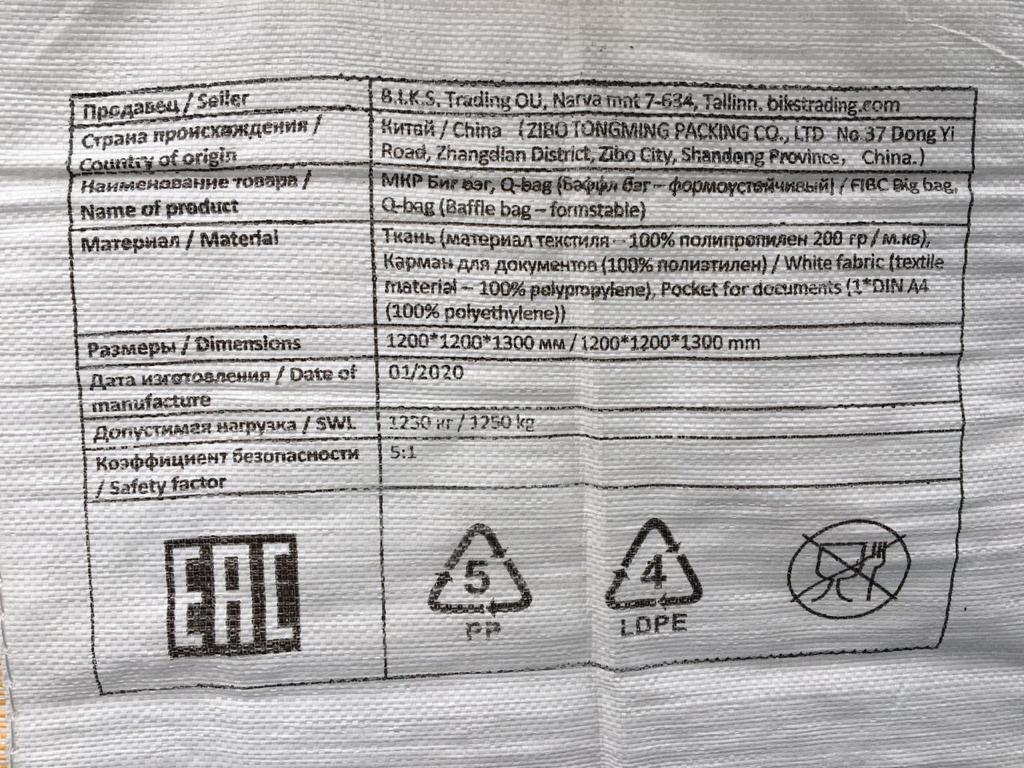 Продавец / Seller
B.I.K.S. Trading OU, Narva mnt 7-634, Tallinn. bikstrading.com
Страна происхождения /
Country of origin
Китай / China (ZIBO TONGMING PACKING CO., LTD No.37 Dong Yi
Road, Zhangdian District, Zibo City, Shandong Province, China.)
Наименование товара /
Name of product
МКР Биг бэг, Q-bag (Баффл бэг – формоустойчивый) / FIBC Big bag,
Q-bag (Baffle bag – formstable)
Материал / Material
Ткань (материал текстиля - 100% полипропилен 200 гр / м.кв),
Карман для документов (100% полиэтилен) / White fabric (textile
material – 100% polypropylene), Pocket for documents (1*DIN A4
(100% polyethylene))
Размеры / Dimensions
1200*1200*1300 мм / 1200*1200*1300 mm
Дата изготовления / Date of
manufacture
01/2020
Допустимая нагрузка / SWL
1250 кг / 1250 kg
Коэффициент безопасности
/ Safety factor
5:1
EAC
5
PP
4
LDPE